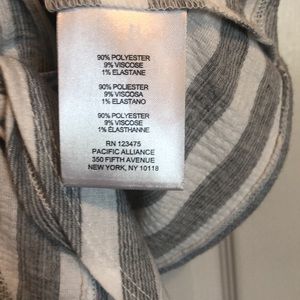 90% POLYESTER
9% VISCOSE
1% ELASTANE
90% POLIESTER
9% VISCOSA
1% ELASTANO
90% POLYESTER
9% VISCOSE
1% ÉLASTHANNE
RN 123475
PACIFIC ALLIANCE
350 FIFTH AVENUE
NEW YORK, NY 10118